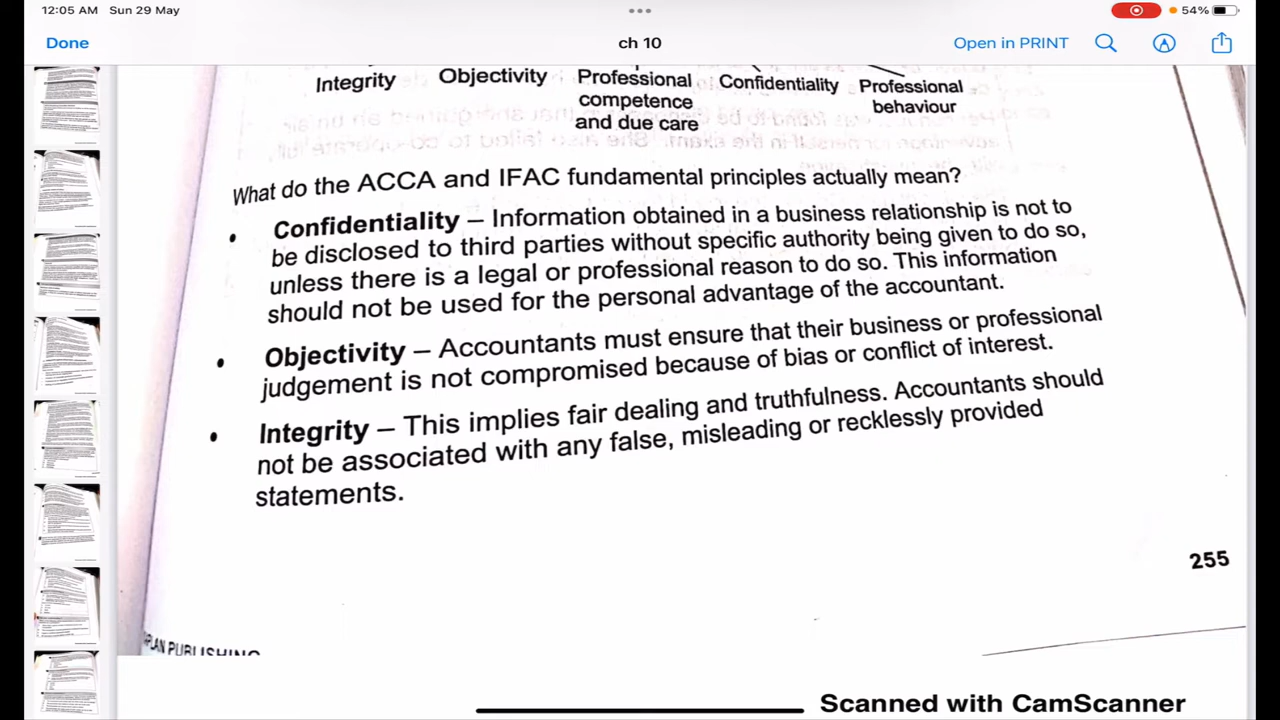 12:05 AM Sun 29 May
54%
Done
ch 10
Open in PRINT
Integrity Objectivity Professional competence and due care Confidentiality Professional behaviour
What do the ACCA and IFAC fundamental principles actually mean?
• Confidentiality – Information obtained in a business relationship is not to
be disclosed to third parties without specific authority being given to do so,
unless there is a legal or professional reason to do so. This information
should not be used for the personal advantage of the accountant.
• Objectivity – Accountants must ensure that their business or professional
judgement is not compromised because of bias or conflict of interest.
• Integrity – This implies fair dealing and truthfulness. Accountants should
not be associated with any false, misleading or recklessly provided
statements.
255
PLAN PUBLISHING
Scanned with CamScanner